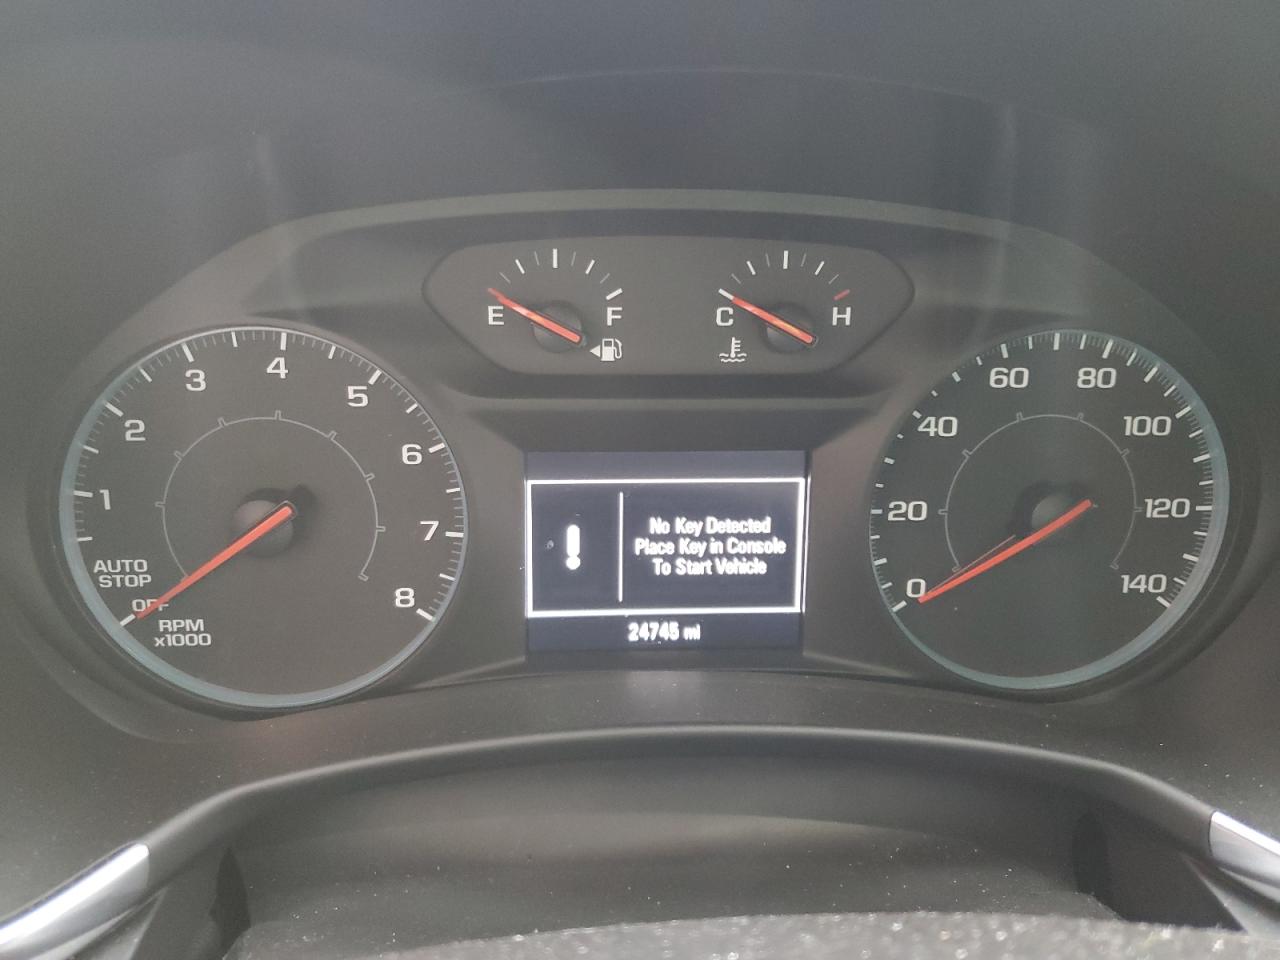 E
F
C
H
1
2
3
4
5
6
7
8
AUTO
STOP
OFF
RPM
x1000
No Key Detected
Place Key in Console
To Start Vehicle
24745 mi
0
20
40
60
80
100
120
140